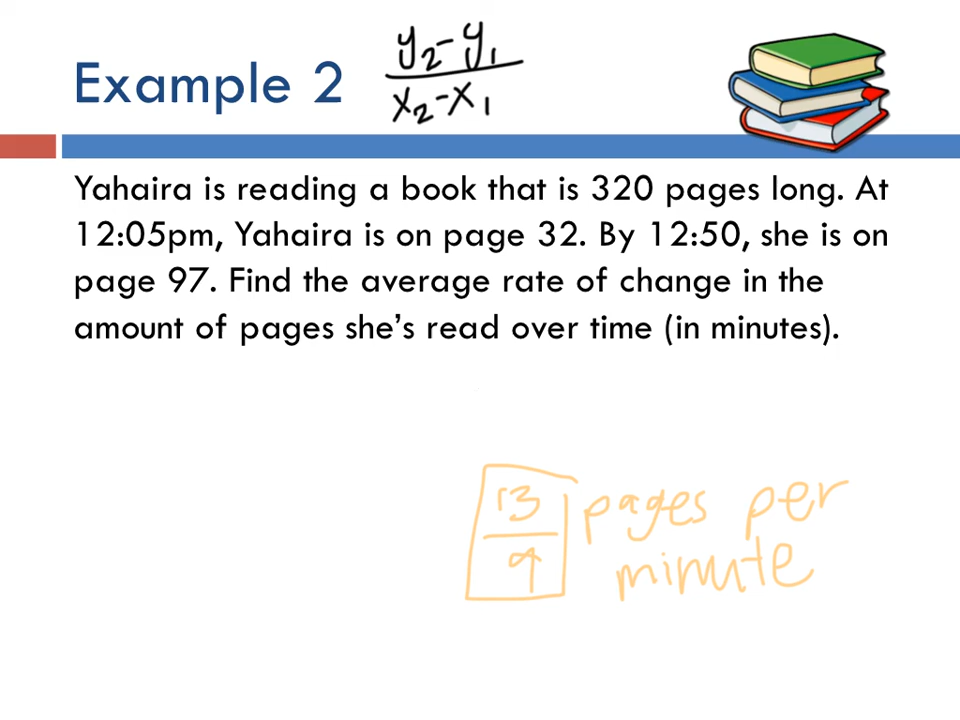 Example 2
y₂-y₁
x₂-x₁
Yahaira is reading a book that is 320 pages long. At
12:05pm, Yahaira is on page 32. By 12:50, she is on
page 97. Find the average rate of change in the
amount of pages she’s read over time (in minutes).
13 pages per
9 minute